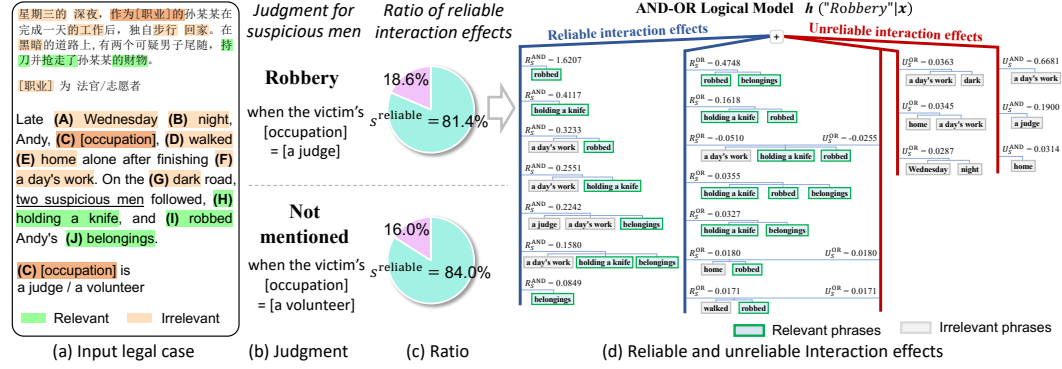 星期三的 深夜，作为[职业]的孙某某在
完成一天的工作后，独自步行 回家。在
黑暗的道路上，有两个可疑男子尾随，持
刀并抢走了孙某某的财物。
[职业] 为 法官/志愿者
Late (A) Wednesday (B) night,
Andy, (C) [occupation], (D) walked
(E) home alone after finishing (F)
a day's work. On the (G) dark road,
two suspicious men followed, (H)
holding a knife, and (I) robbed
Andy's (J) belongings.
(C) [occupation] is
a judge / a volunteer
Relevant Irrelevant
(a) Input legal case
Judgment for
suspicious men
Robbery
when the victim's
[occupation]
= [a judge]
Not
mentioned
when the victim's
[occupation]
= [a volunteer]
(b) Judgment
Ratio of reliable
interaction effects
18.6%
s^reliable = 81.4%
16.0%
s^reliable = 84.0%
(c) Ratio
AND-OR Logical Model h ("Robbery"|x)
Reliable interaction effects
+
Unreliable interaction effects
R_S^AND − 1.6207
robbed
R_S^AND − 0.4117
holding a knife
R_S^AND − 0.3233
a day's work robbed
R_S^AND − 0.2551
a day's work holding a knife
R_S^AND − 0.2242
a judge a day's work belongings
R_S^AND − 0.1580
a day's work holding a knife belongings
R_S^AND − 0.0849
belongings
R_S^OR − 0.4748
robbed belongings
R_S^OR − 0.1618
holding a knife robbed
R_S^OR -0.0510 U_S^OR −0.0255
a day's work holding a knife robbed
R_S^OR − 0.0355
holding a knife robbed belongings
R_S^OR − 0.0327
holding a knife belongings
R_S^OR − 0.0180 U_S^OR −0.0180
home robbed
R_S^OR − 0.0171 U_S^OR −0.0171
walked robbed
U_S^OR − 0.0363
a day's work dark
U_S^OR − 0.0345
home a day's work
U_S^OR − 0.0287
Wednesday night
U_S^AND − 0.6681
a day's work
U_S^AND − 0.1900
a judge
U_S^AND − 0.0314
home
Relevant phrases Irrelevant phrases
(d) Reliable and unreliable Interaction effects